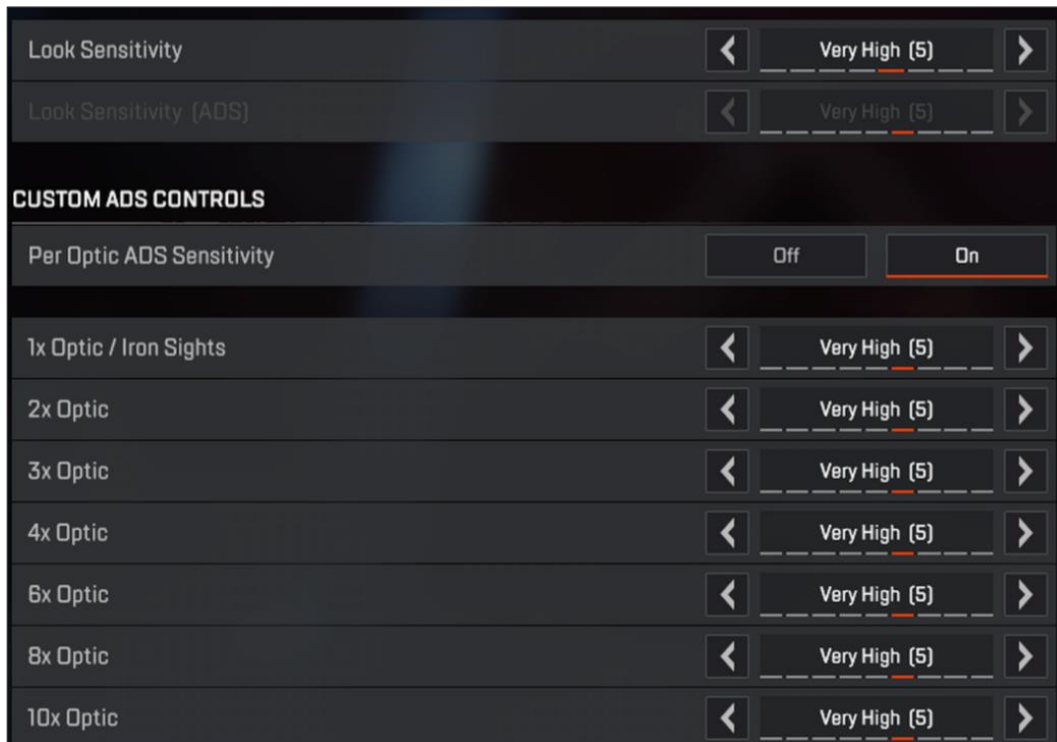 Look Sensitivity Very High (5)
Look Sensitivity (ADS) Very High (5)
CUSTOM ADS CONTROLS
Per Optic ADS Sensitivity Off On
1x Optic / Iron Sights Very High (5)
2x Optic Very High (5)
3x Optic Very High (5)
4x Optic Very High (5)
6x Optic Very High (5)
8x Optic Very High (5)
10x Optic Very High (5)